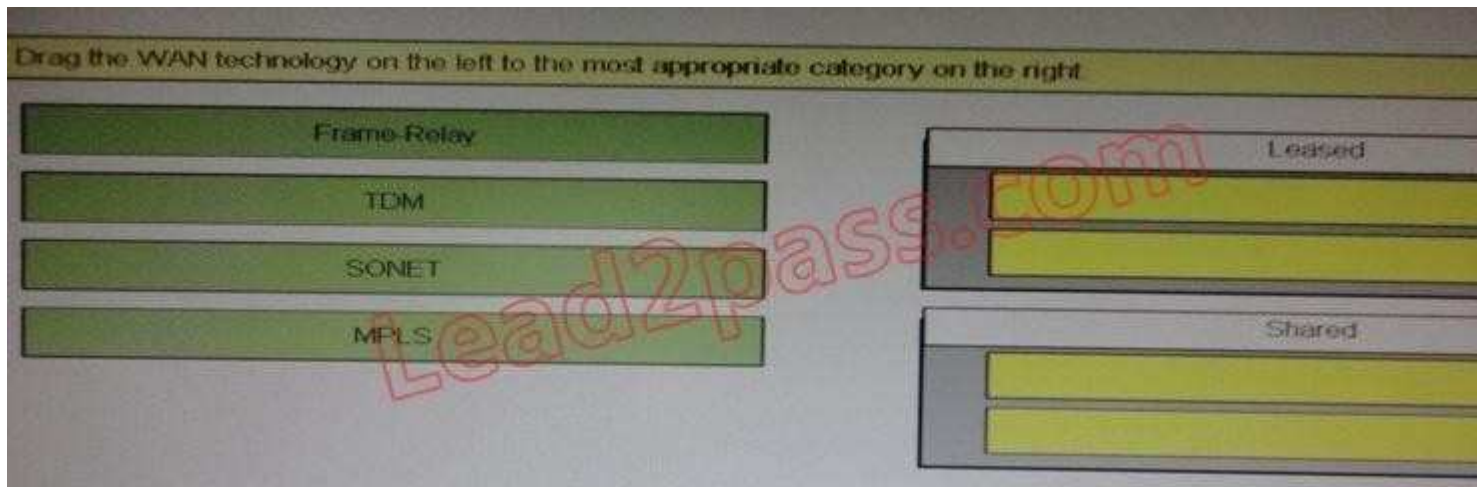 Drag the WAN technology on the left to the most appropriate category on the right
Frame-Relay
TDM
SONET
MPLS
Leased
Shared
Lead2pass.com